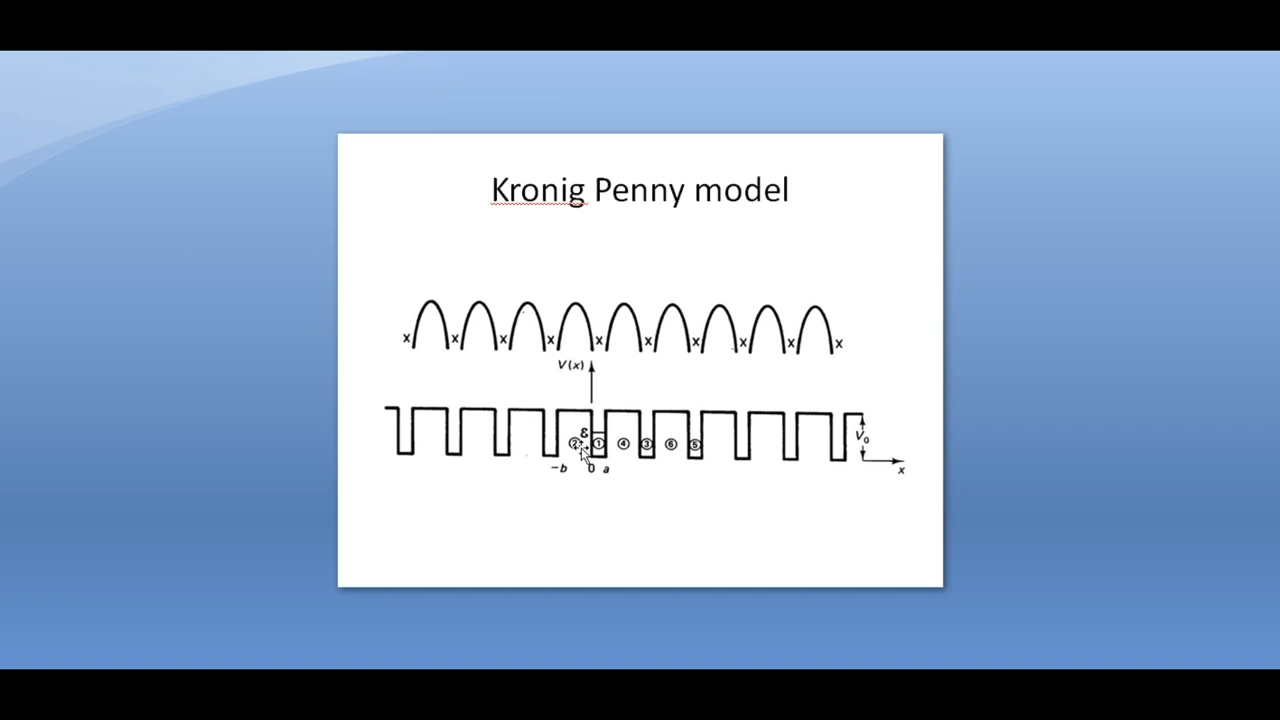 Kronig Penny model
x x x x x x x x x x
V(x)
ε
② ① ④ ③ ⑥ ⑤
V₀
-b 0 a x